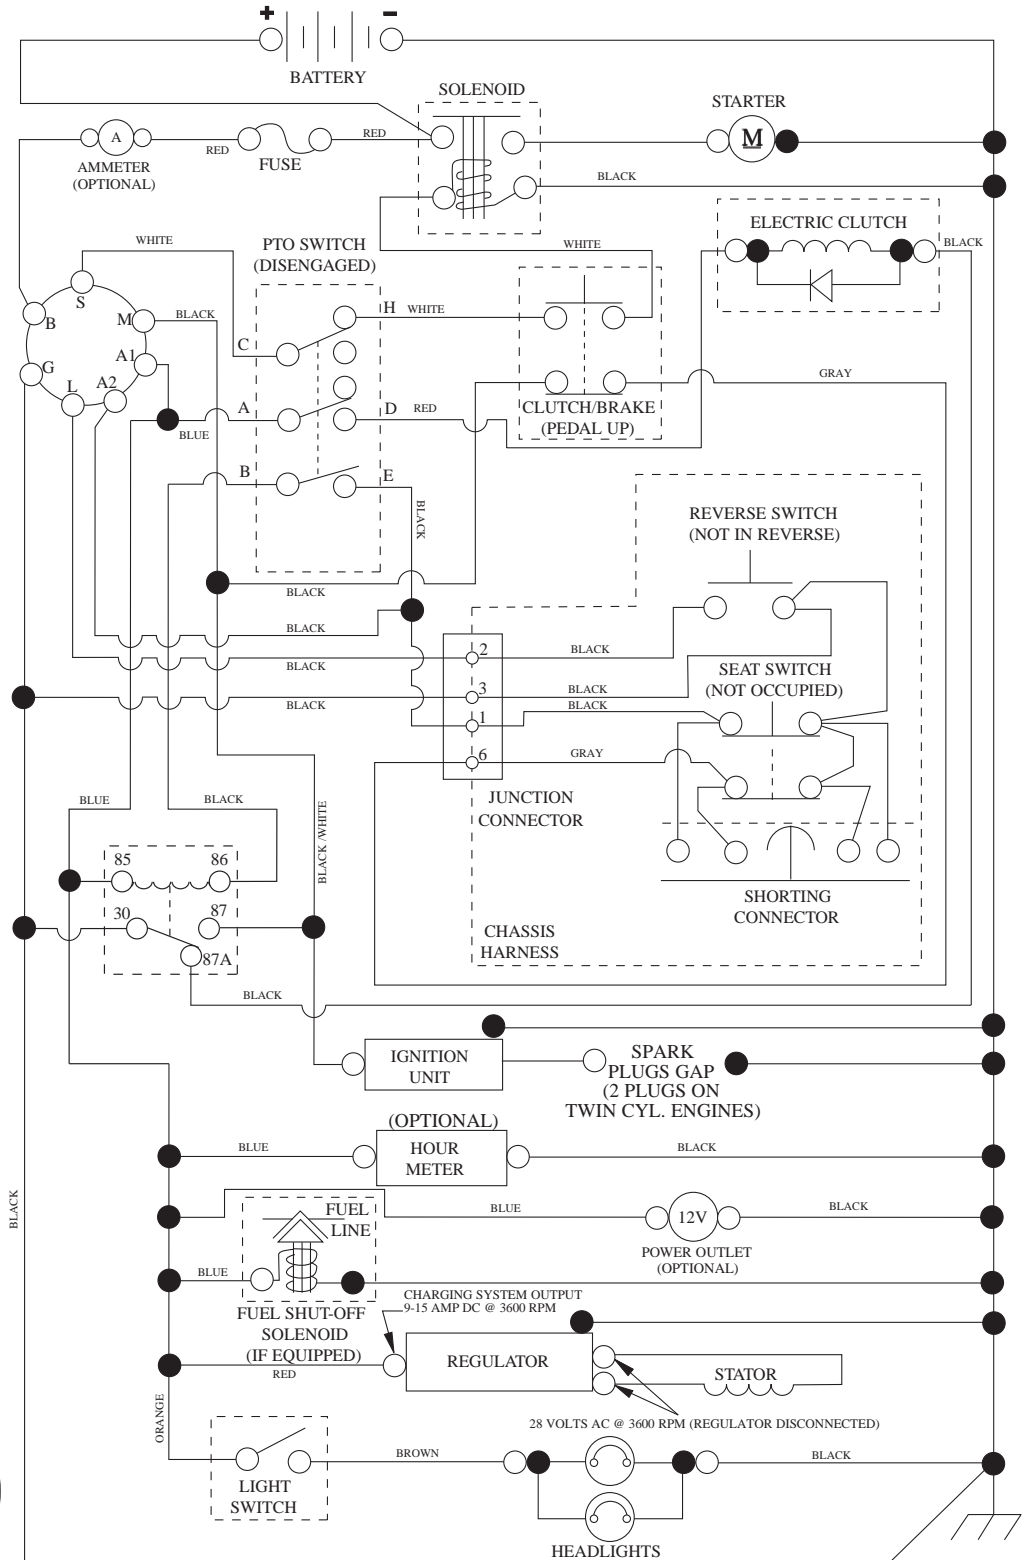 + −
BATTERY
SOLENOID
STARTER
A
RED
FUSE
RED
M
AMMETER
(OPTIONAL)
BLACK
ELECTRIC CLUTCH
BLACK
WHITE
PTO SWITCH
(DISENGAGED)
WHITE
S
B
M
BLACK
H
WHITE
C
G
A1
L
A2
GRAY
A
BLUE
D
RED
CLUTCH/BRAKE
(PEDAL UP)
B
E
BLACK
REVERSE SWITCH
(NOT IN REVERSE)
BLACK
BLACK
2
BLACK
BLACK
SEAT SWITCH
(NOT OCCUPIED)
3
BLACK
BLACK
BLACK
1
6
GRAY
BLUE
BLACK
JUNCTION
CONNECTOR
BLACK /WHITE
85
86
30
87
87A
SHORTING
CONNECTOR
CHASSIS
HARNESS
BLACK
IGNITION
UNIT
SPARK
PLUGS GAP
(2 PLUGS ON
TWIN CYL. ENGINES)
(OPTIONAL)
BLUE
HOUR
METER
BLACK
BLACK
FUEL
LINE
BLUE
12V
BLACK
POWER OUTLET
(OPTIONAL)
BLUE
CHARGING SYSTEM OUTPUT
9-15 AMP DC @ 3600 RPM
FUEL SHUT-OFF
SOLENOID
(IF EQUIPPED)
RED
REGULATOR
STATOR
ORANGE
28 VOLTS AC @ 3600 RPM (REGULATOR DISCONNECTED)
BROWN
BLACK
LIGHT
SWITCH
HEADLIGHTS